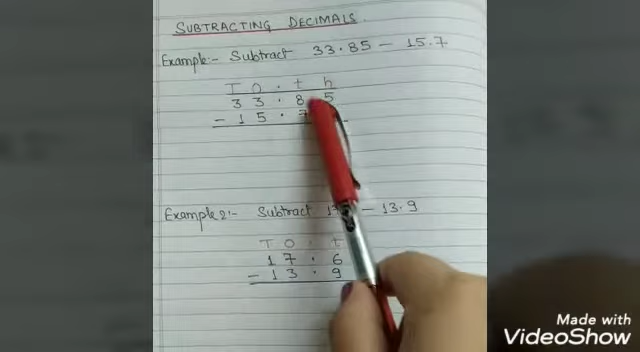 SUBTRACTING DECIMALS.
Example:- Subtract 33.85 - 15.7
T O . t h
3 3 . 8 5
- 1 5 . 7
Example 2:- Subtract - 13.9
T O . t
1 7 . 6
- 1 3 . 9
Made with
VideoShow